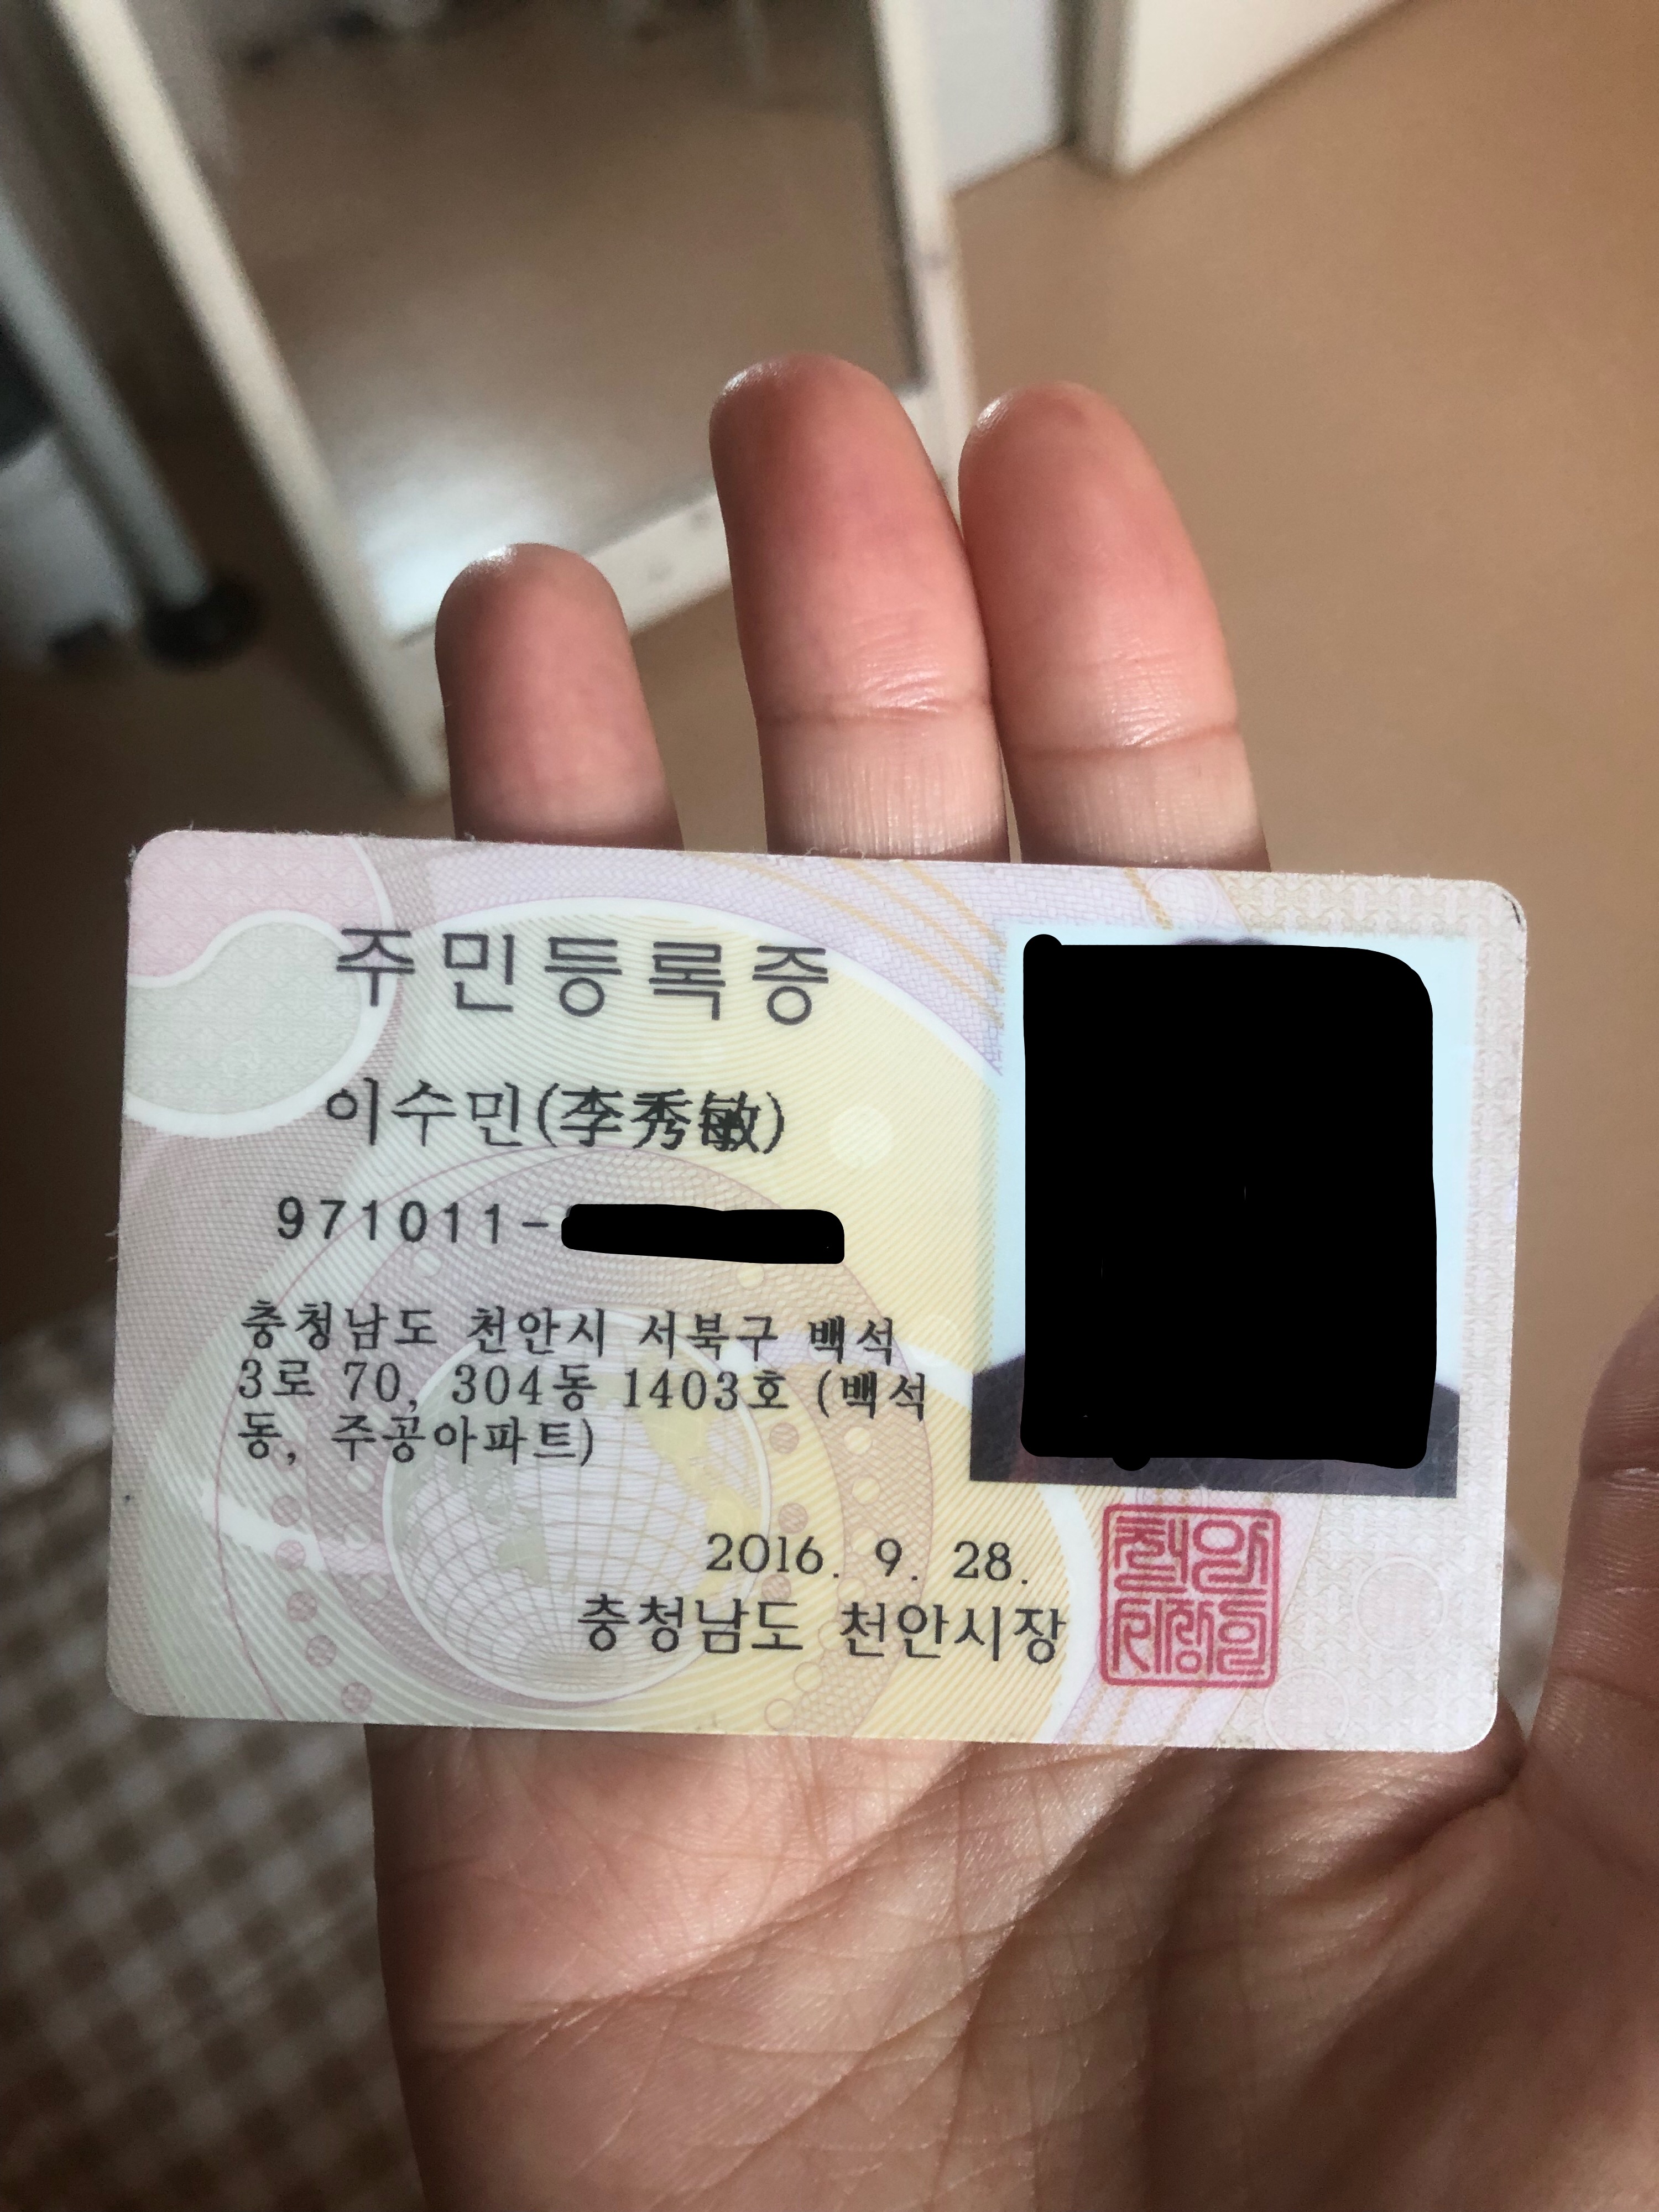 주민등록증
이수민(李秀敏)
971011-
충청남도 천안시 서북구 백석
3로 70, 304동 1403호 (백석
동, 주공아파트)
2016. 9. 28.
충청남도 천안시장